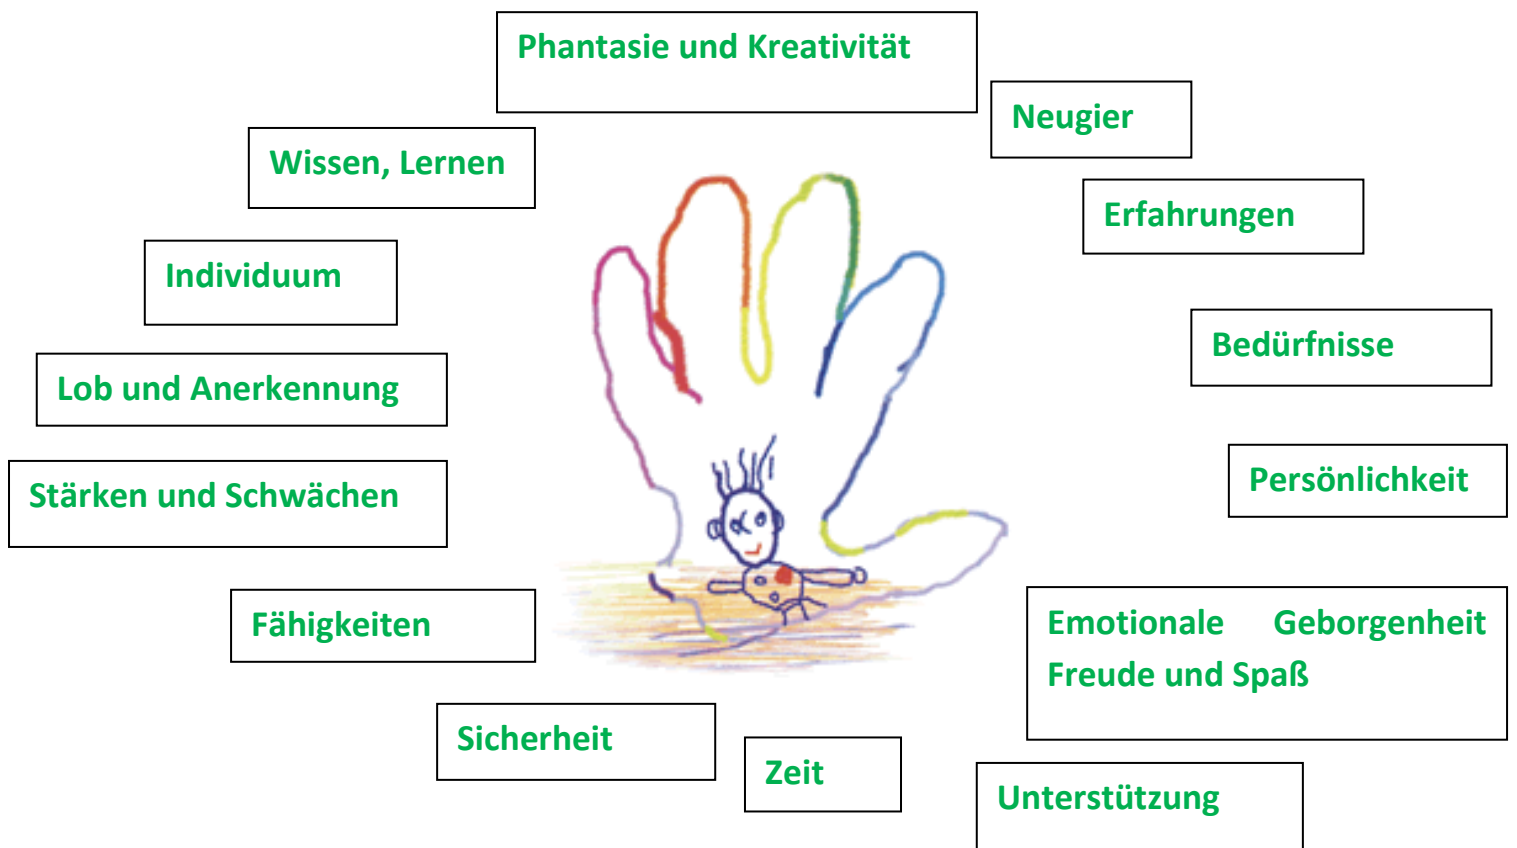 Phantasie und Kreativität
Neugier
Wissen, Lernen
Erfahrungen
Individuum
Bedürfnisse
Lob und Anerkennung
Persönlichkeit
Stärken und Schwächen
Fähigkeiten
Emotionale Geborgenheit
Freude und Spaß
Sicherheit
Zeit
Unterstützung